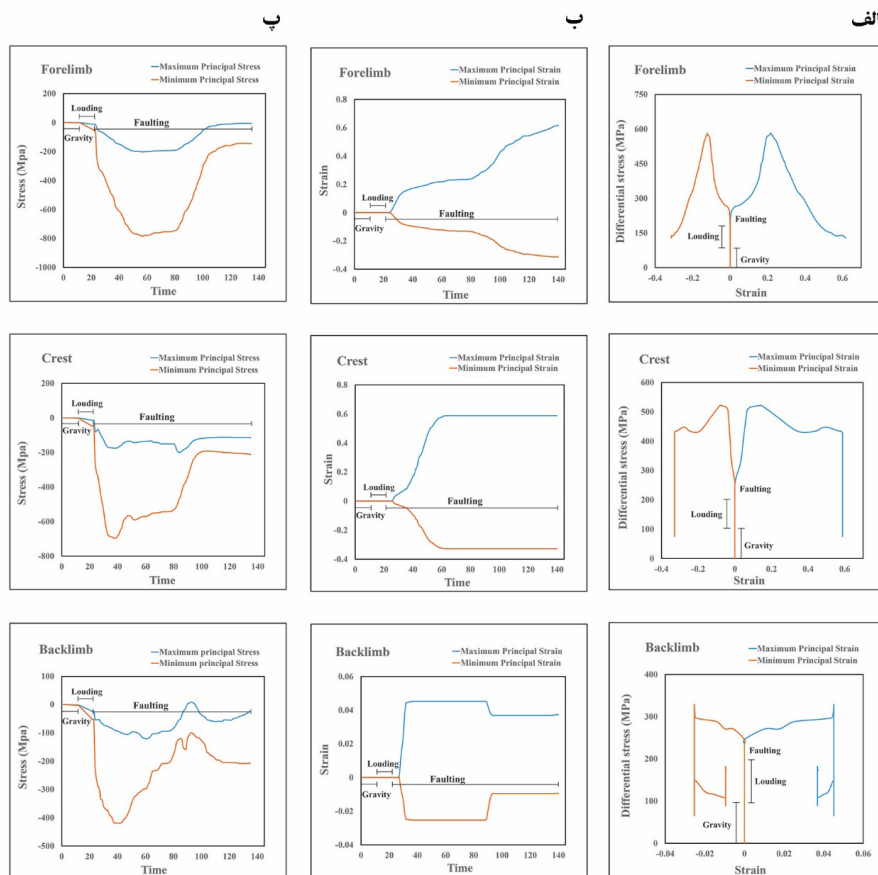 الف
ب
پ
Forelimb
Maximum Principal Stress
Minimum Principal Stress
200
0
-200
-400
-600
-800
-1000
Louding
Gravity
Faulting
Stress (Mpa)
0 20 40 60 80 100 120 140
Time
Forelimb
Maximum Principal Strain
Minimum Principal Strain
0.8
0.6
0.4
0.2
0
-0.2
-0.4
Louding
Gravity
Faulting
Strain
0 20 40 60 80 100 120 140
Time
Forelimb
Maximum Principal Strain
Minimum Principal Strain
750
600
450
300
150
0
Faulting
Louding
Gravity
Differential stress (MPa)
-0.4 -0.2 0 0.2 0.4 0.6
Strain
Crest
Maximum Principal Stress
Minimum Principal Stress
200
0
-200
-400
-600
-800
Louding
Gravity
Faulting
Stress (Mpa)
0 20 40 60 80 100 120 140
Time
Crest
Maximum Principal Strain
Minimum Principal Strain
0.8
0.6
0.4
0.2
0
-0.2
-0.4
Louding
Gravity
Faulting
Strain
0 20 40 60 80 100 120 140
Time
Crest
Maximum Principal Strain
Minimum Principal Strain
600
500
400
300
200
100
0
Faulting
Louding
Gravity
Differential stress (MPa)
-0.4 -0.2 0 0.2 0.4 0.6
Strain
Backlimb
Maximum principal Stress
Minimum principal Stress
100
0
-100
-200
-300
-400
-500
Louding
Gravity
Faulting
Stress (Mpa)
0 20 40 60 80 100 120 140
Time
Backlimb
Maximum Principal Strain
Minimum Principal Strain
0.06
0.04
0.02
0
-0.02
-0.04
Louding
Gravity
Faulting
Strain
0 20 40 60 80 100 120 140
Time
Backlimb
Maximum Principal Strain
Minimum Principal Strain
400
300
200
100
0
Faulting
Louding
Gravity
Differential stress (MPa)
-0.04 -0.02 0 0.02 0.04 0.06
Strain